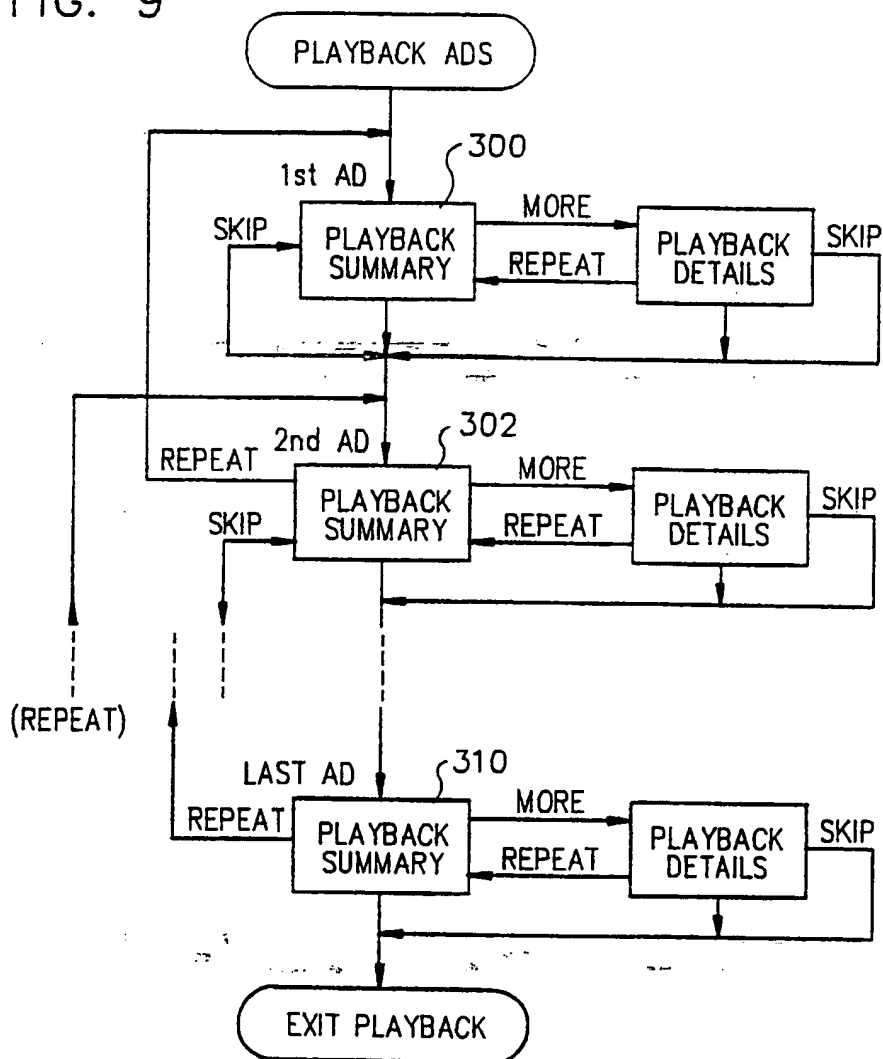 FIG. 9
PLAYBACK ADS
300
1st AD
MORE
SKIP
PLAYBACK
SUMMARY
PLAYBACK
DETAILS
SKIP
REPEAT
302
2nd AD
REPEAT
MORE
SKIP
PLAYBACK
SUMMARY
PLAYBACK
DETAILS
SKIP
REPEAT
(REPEAT)
310
LAST AD
MORE
REPEAT
PLAYBACK
SUMMARY
PLAYBACK
DETAILS
SKIP
REPEAT
EXIT PLAYBACK